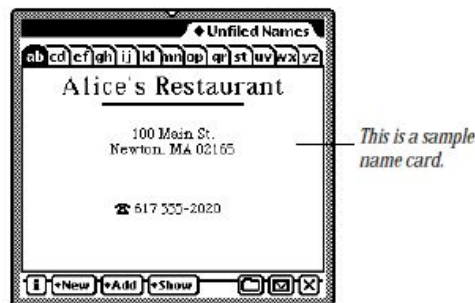 ◆Unfiled Names
ab cd ef gh ij kl mn op qr st uv wx yz
Alice's Restaurant
100 Main St.
Newton, MA 02165
☎ 617 555-2020
i ◆New ◆Add ◆Show X
This is a sample
name card.